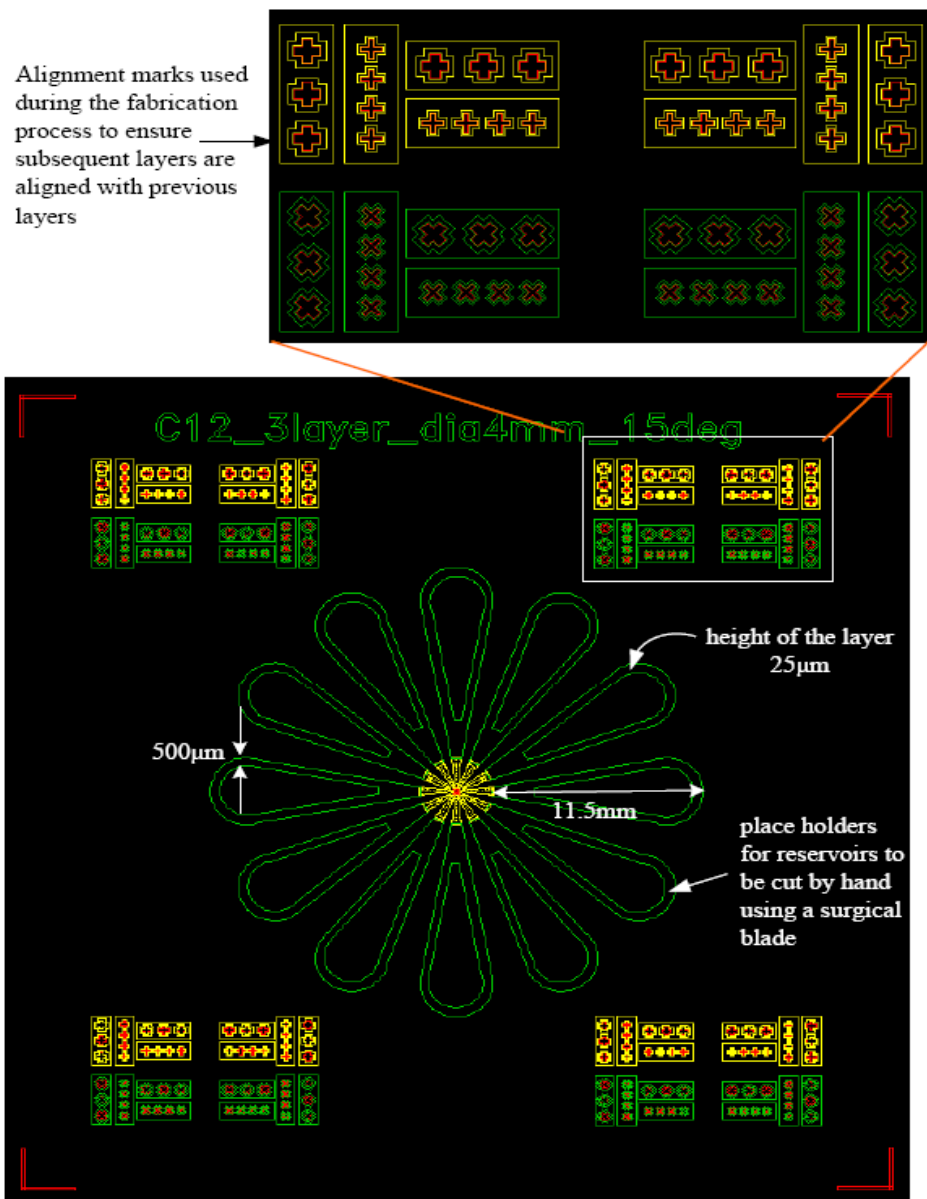 Alignment marks used
during the fabrication
process to ensure
subsequent layers are
aligned with previous
layers
C12_3layer_dia4mm_15deg
height of the layer
25μm
500μm
11.5mm
place holders
for reservoirs to
be cut by hand
using a surgical
blade